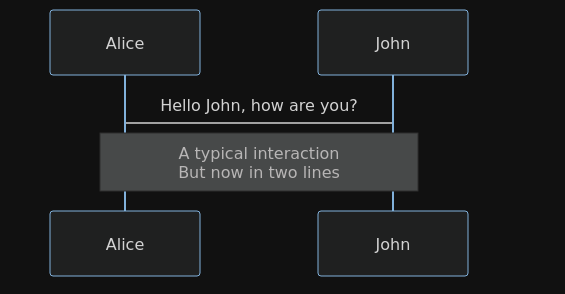 Alice
John
Hello John, how are you?
A typical interaction
But now in two lines
Alice
John